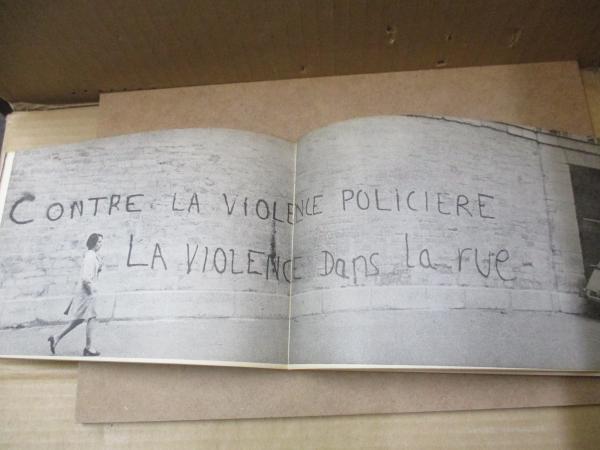 CONTRE LA VIOLENCE POLICIERE
LA VIOLENCE Dans la rue